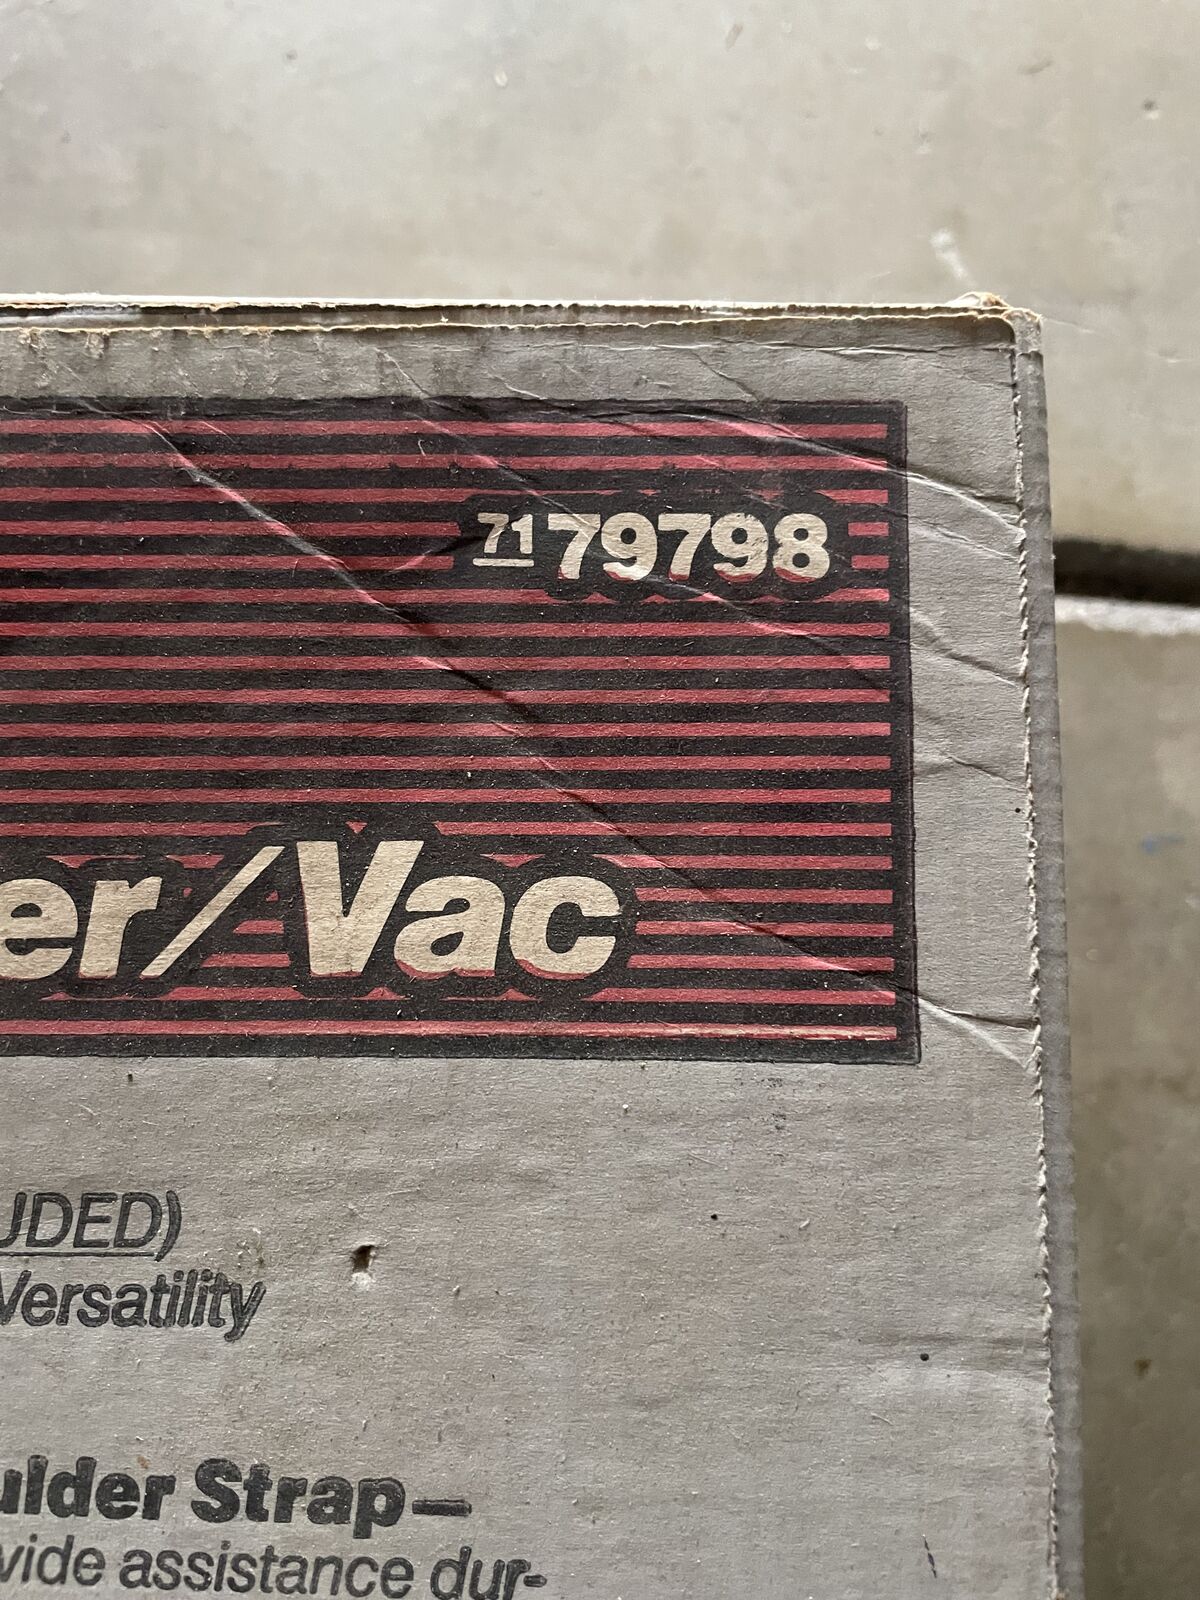 71 79798
er/Vac
UDED)
Versatility
ulder Strap—
vide assistance dur-